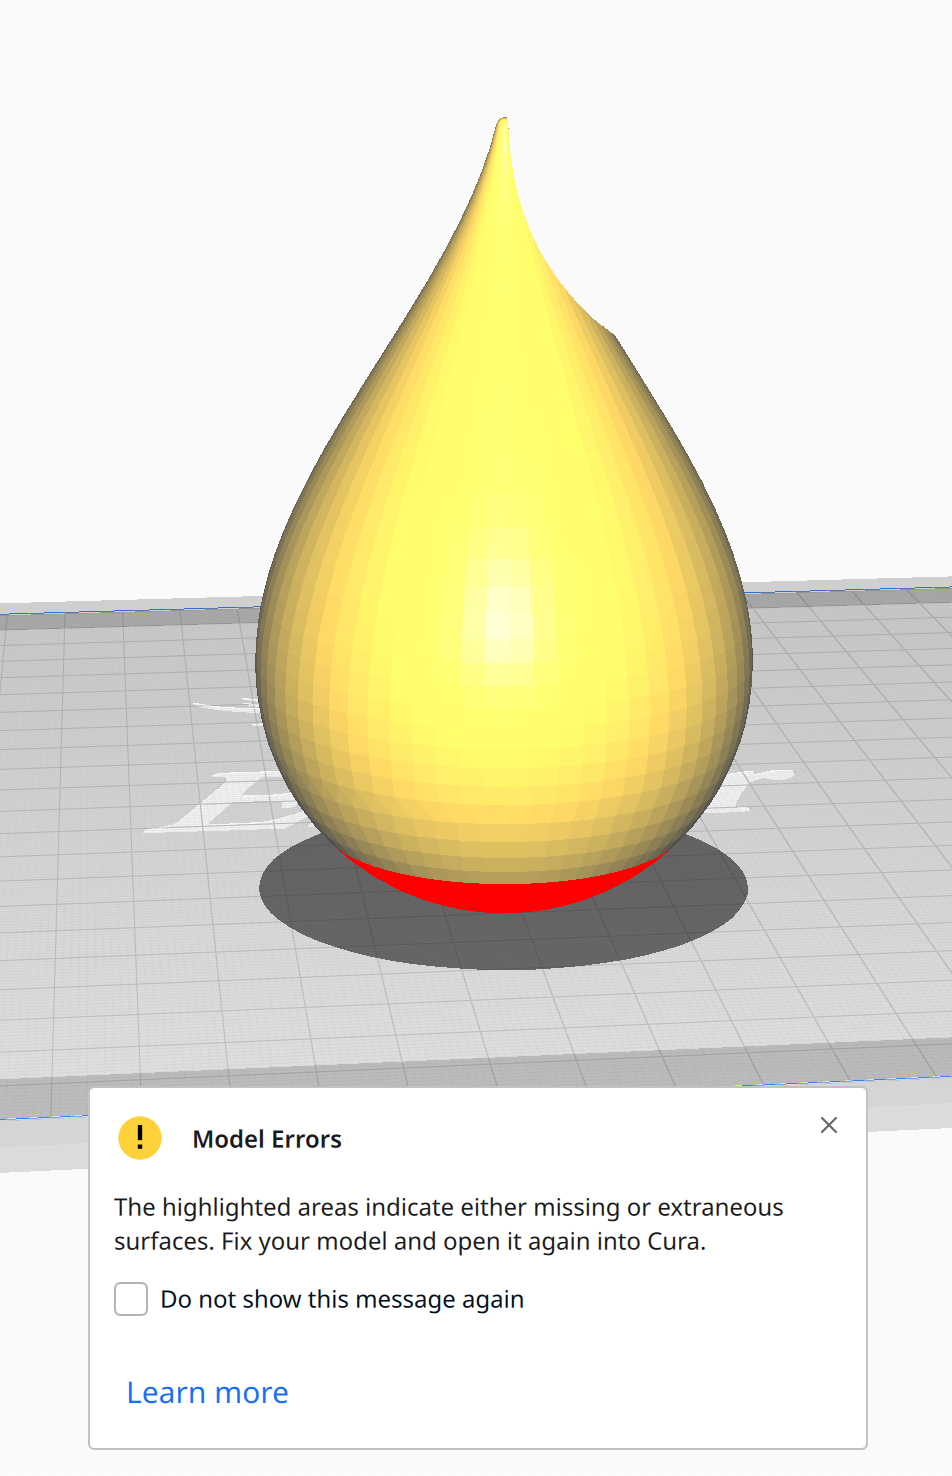 Model Errors
The highlighted areas indicate either missing or extraneous
surfaces. Fix your model and open it again into Cura.
Do not show this message again
Learn more